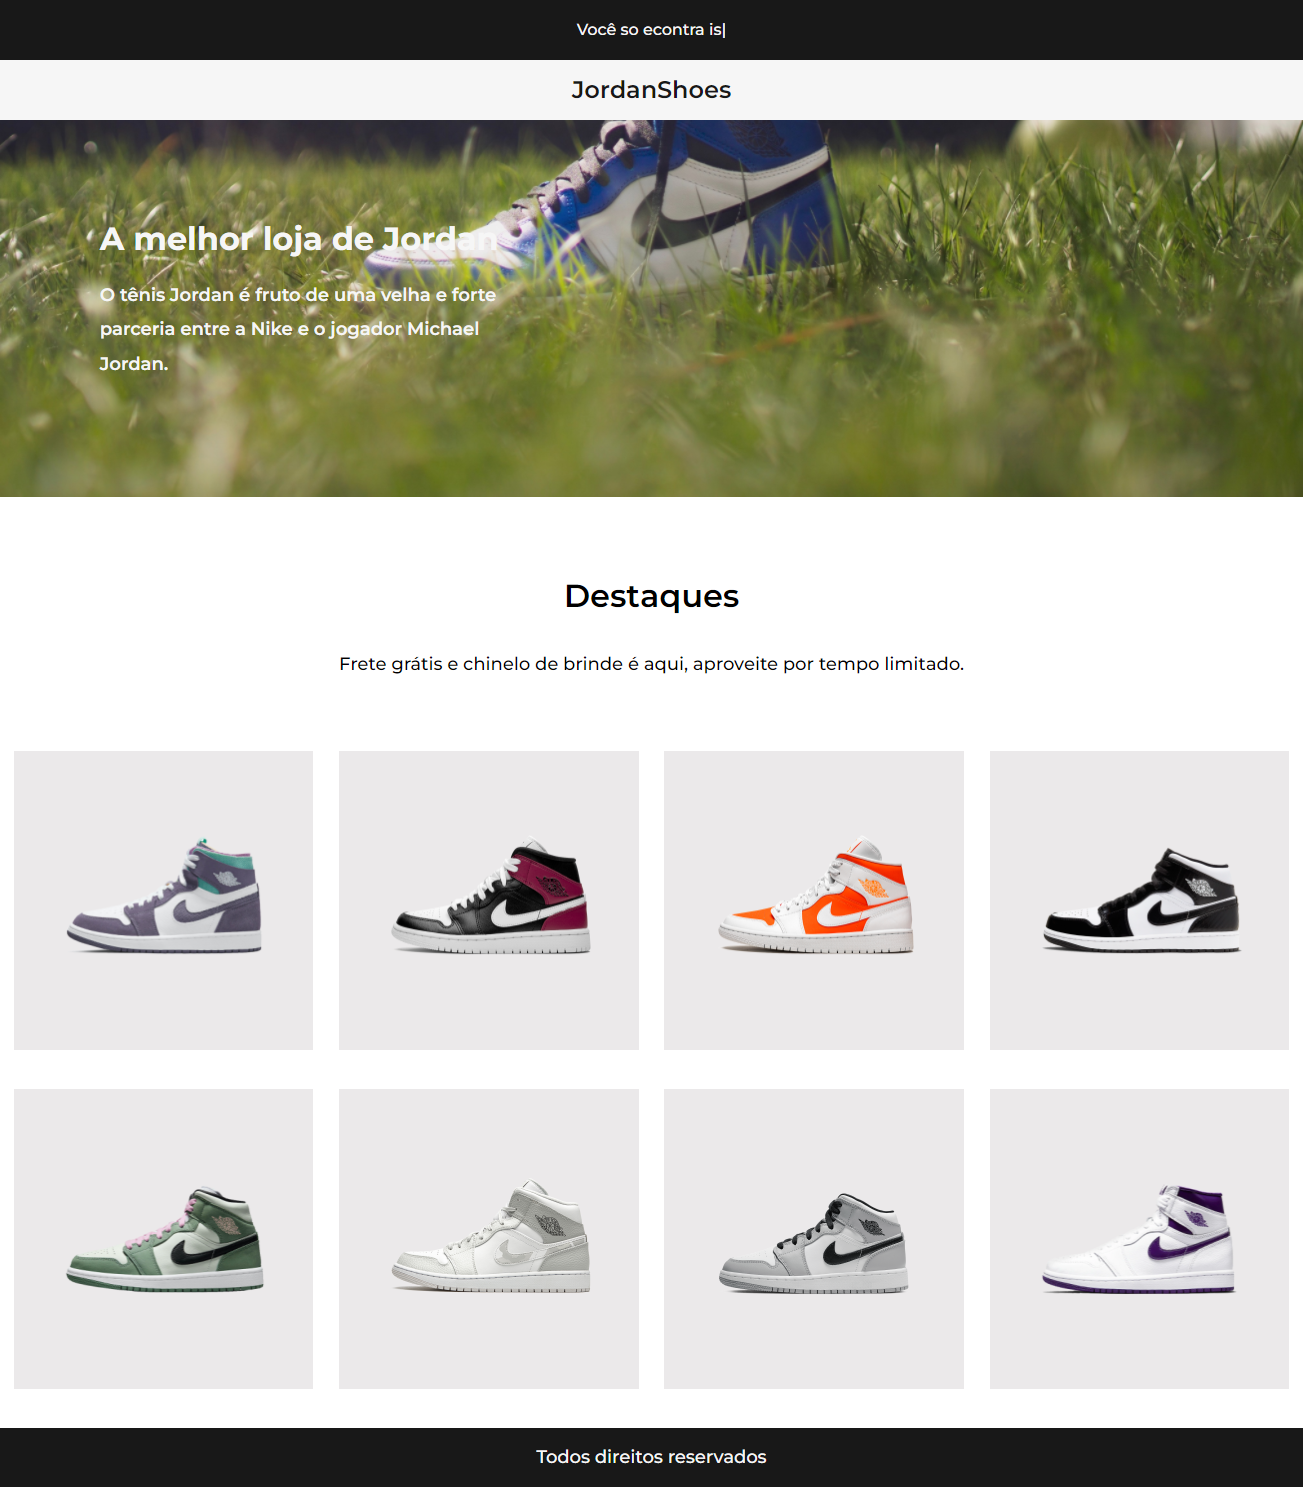 Você so econtra is|
JordanShoes
A melhor loja de Jordan
O tênis Jordan é fruto de uma velha e forte
parceria entre a Nike e o jogador Michael
Jordan.
Destaques
Frete grátis e chinelo de brinde é aqui, aproveite por tempo limitado.
Todos direitos reservados